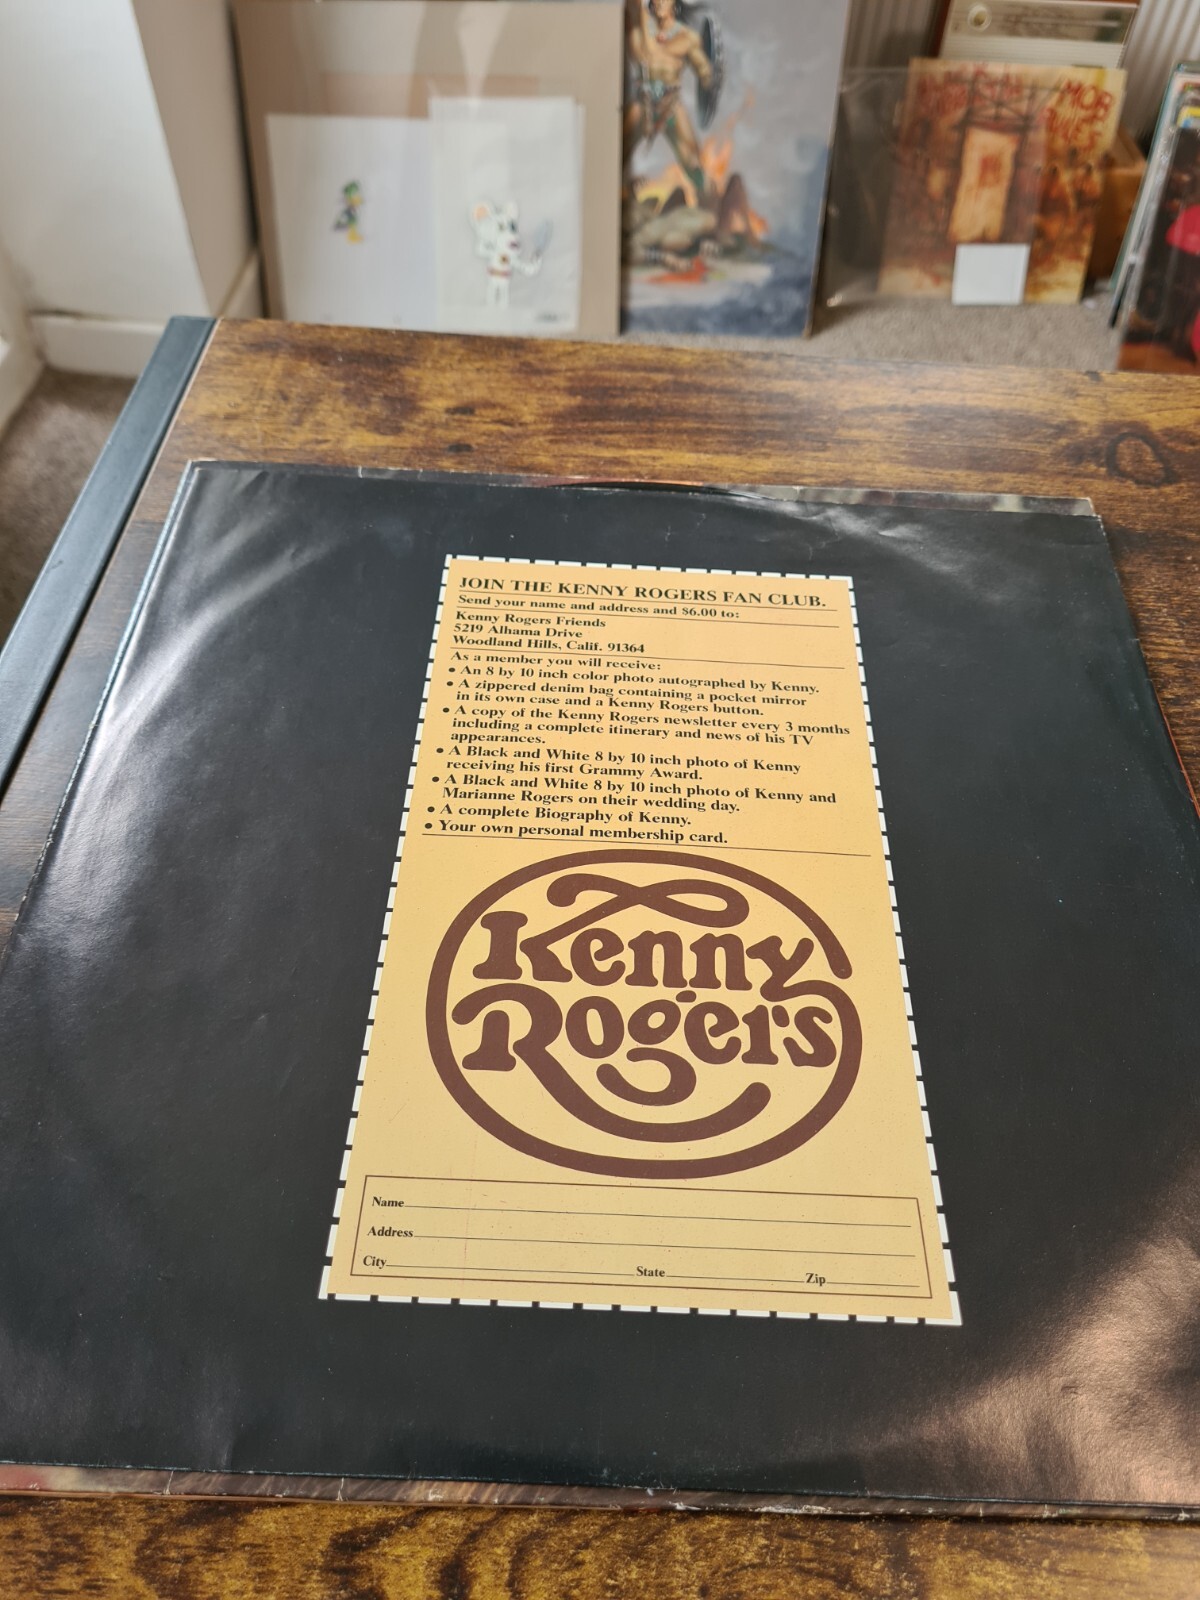 MOB
RULES
JOIN THE KENNY ROGERS FAN CLUB.
Send your name and address and $6.00 to:
Kenny Rogers Friends
5219 Alhama Drive
Woodland Hills, Calif. 91364
As a member you will receive:
• An 8 by 10 inch color photo autographed by Kenny.
• A zippered denim bag containing a pocket mirror
in its own case and a Kenny Rogers button.
• A copy of the Kenny Rogers newsletter every 3 months
including a complete itinerary and news of his TV
appearances.
• A Black and White 8 by 10 inch photo of Kenny
receiving his first Grammy Award.
• A Black and White 8 by 10 inch photo of Kenny and
Marianne Rogers on their wedding day.
• A complete Biography of Kenny.
• Your own personal membership card.
Kenny
Rogers
Name
Address
City State Zip